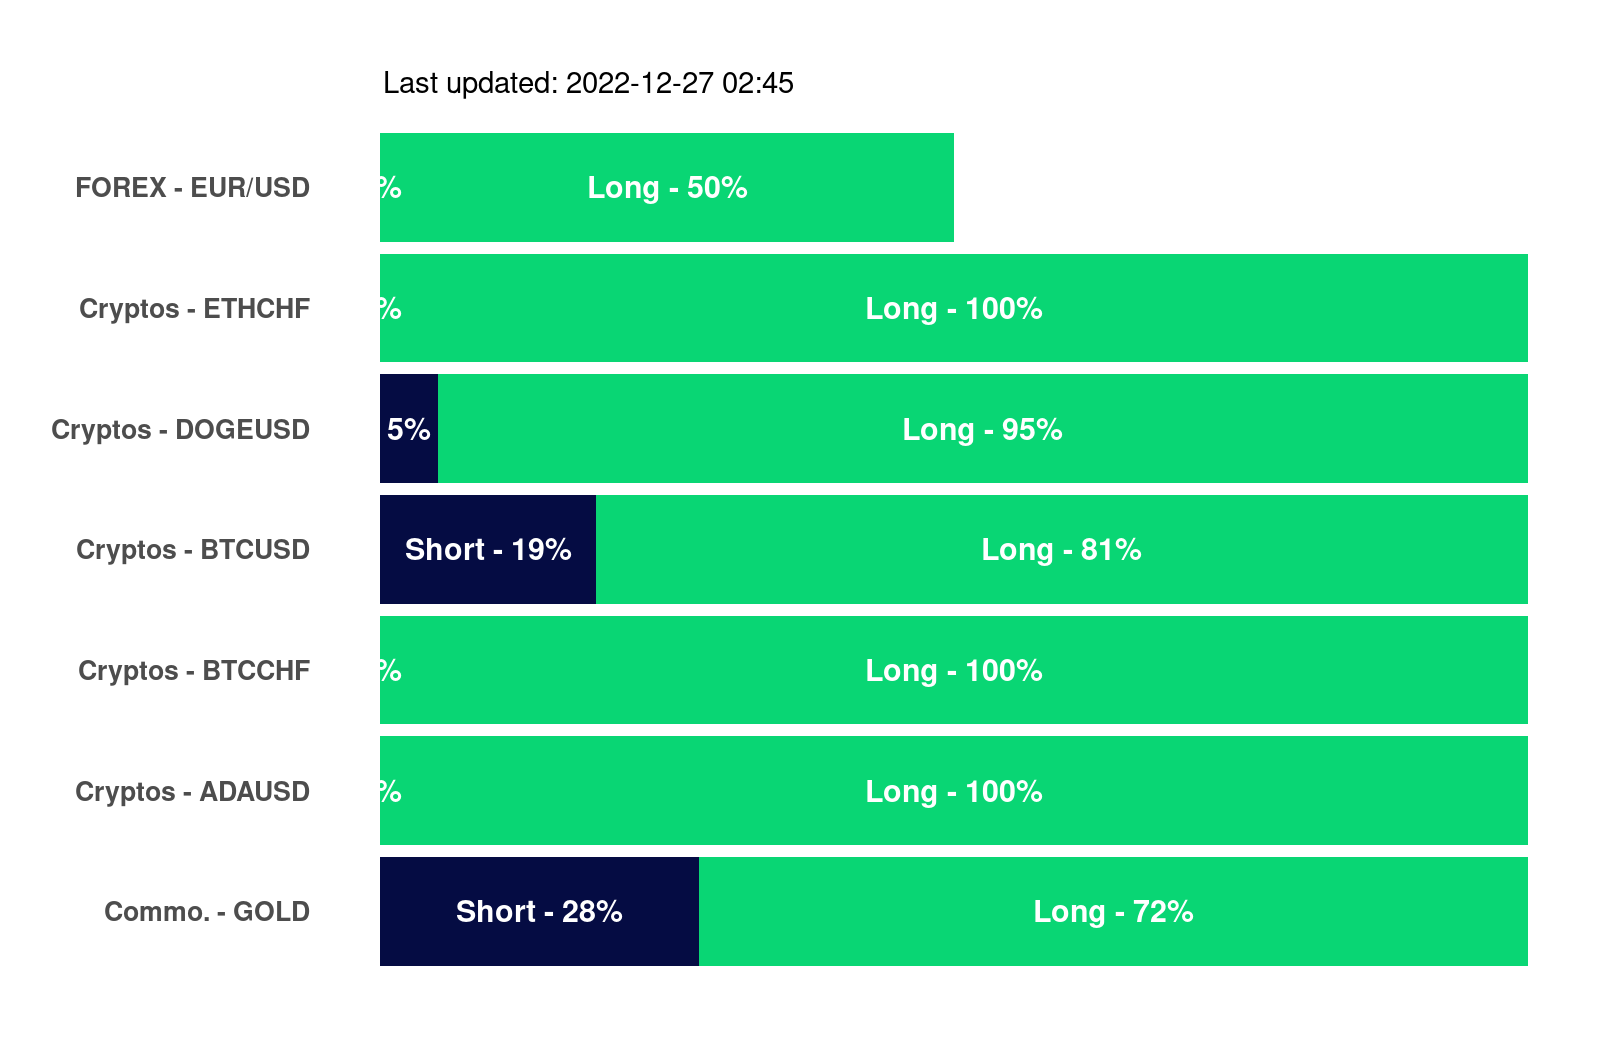 Last updated: 2022-12-27 02:45
FOREX - EUR/USD % Long - 50%
Cryptos - ETHCHF % Long - 100%
Cryptos - DOGEUSD 5% Long - 95%
Cryptos - BTCUSD Short - 19% Long - 81%
Cryptos - BTCCHF % Long - 100%
Cryptos - ADAUSD % Long - 100%
Commo. - GOLD Short - 28% Long - 72%